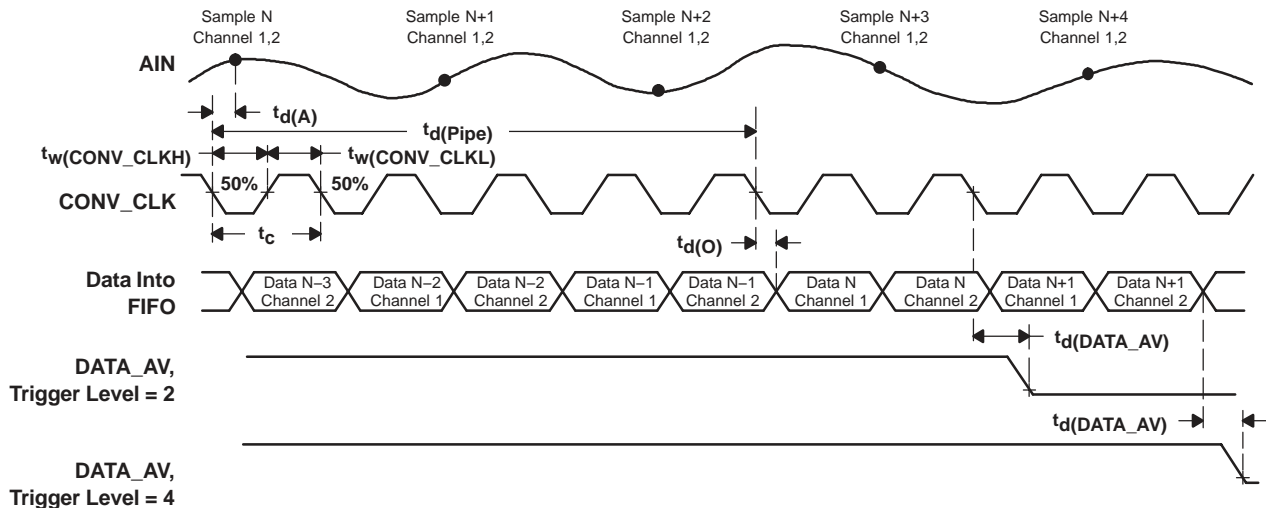 Sample N
Channel 1,2
Sample N+1
Channel 1,2
Sample N+2
Channel 1,2
Sample N+3
Channel 1,2
Sample N+4
Channel 1,2
AIN
td(A)
td(Pipe)
tw(CONV_CLKH)
tw(CONV_CLKL)
50%
50%
CONV_CLK
tc
td(O)
Data Into
FIFO
Data N–3
Channel 2
Data N–2
Channel 1
Data N–2
Channel 2
Data N–1
Channel 1
Data N–1
Channel 2
Data N
Channel 1
Data N
Channel 2
Data N+1
Channel 1
Data N+1
Channel 2
td(DATA_AV)
DATA_AV,
Trigger Level = 2
td(DATA_AV)
DATA_AV,
Trigger Level = 4